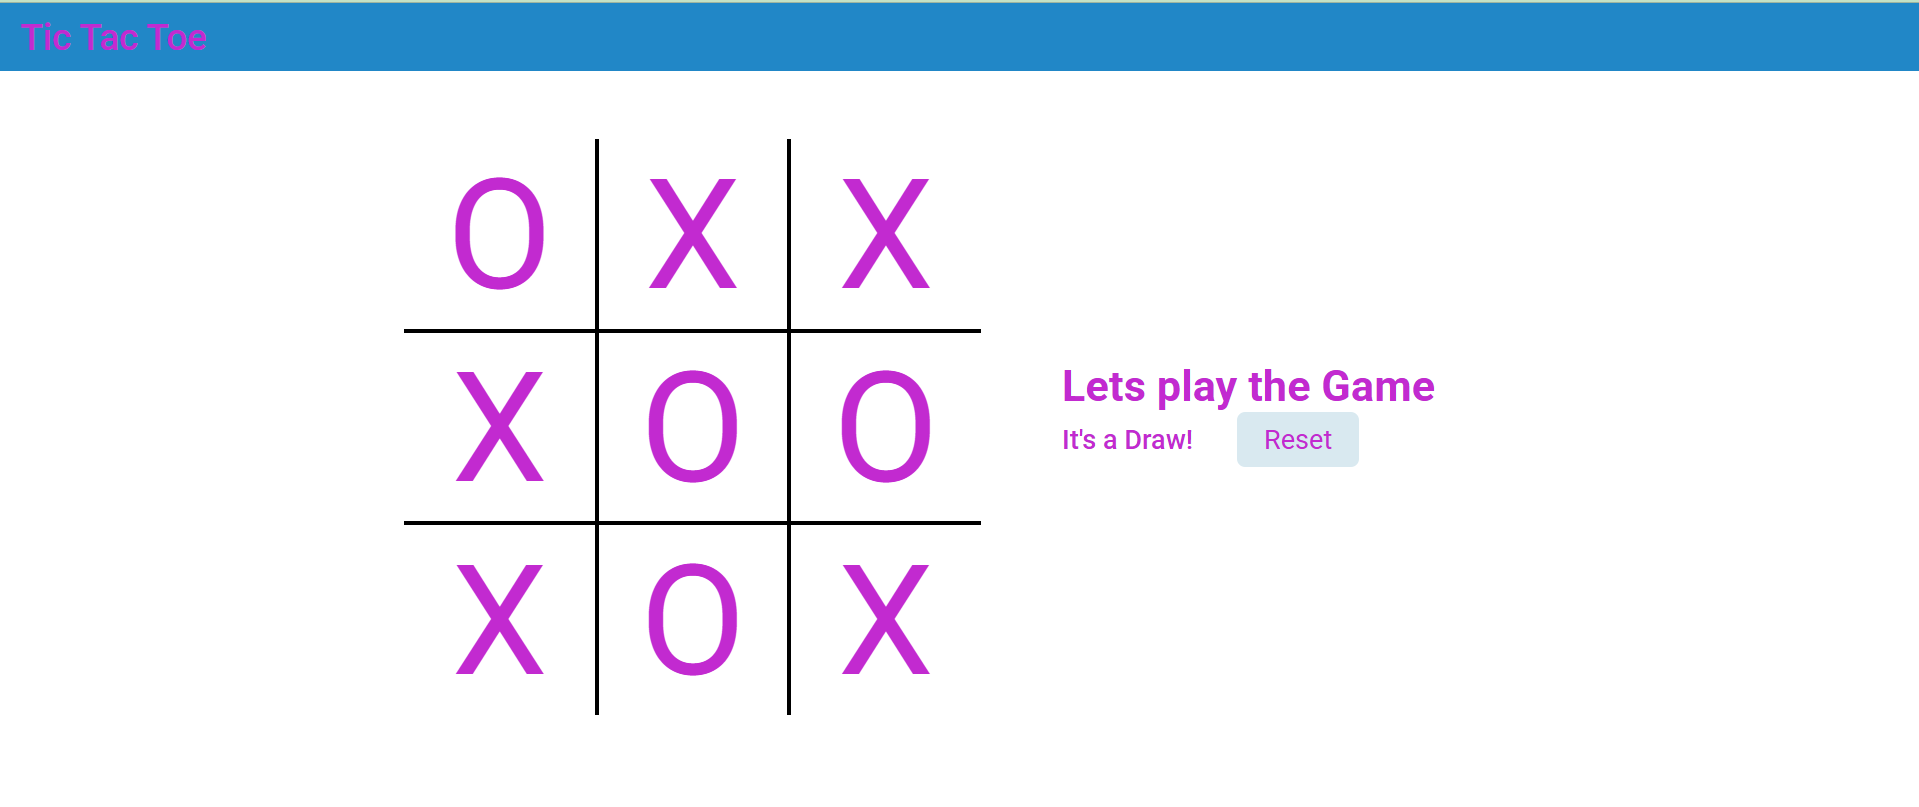 Tic Tac Toe
O X X
X O O
X O X
Lets play the Game
It's a Draw! Reset